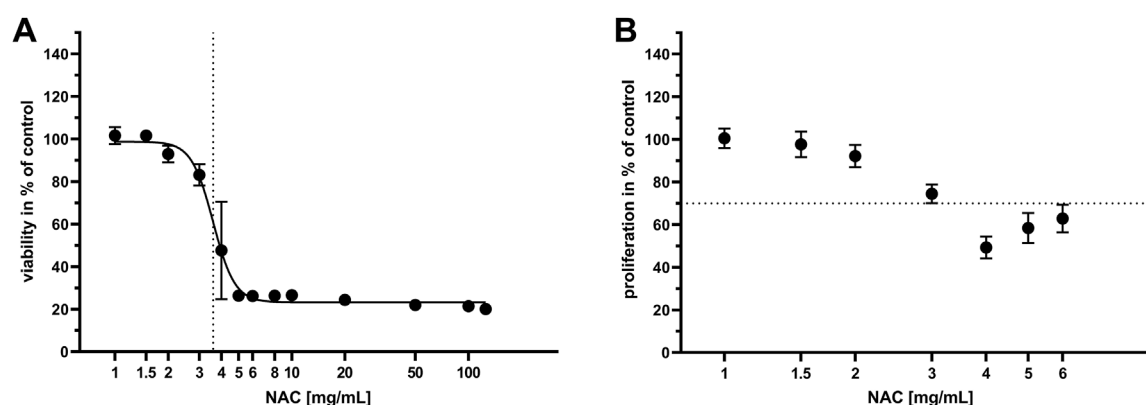 A
viability in % of control
140
120
100
80
60
40
20
0
1 1.5 2 3 4 5 6 8 10 20 50 100
NAC [mg/mL]
B
proliferation in % of control
140
120
100
80
60
40
20
0
1 1.5 2 3 4 5 6
NAC [mg/mL]